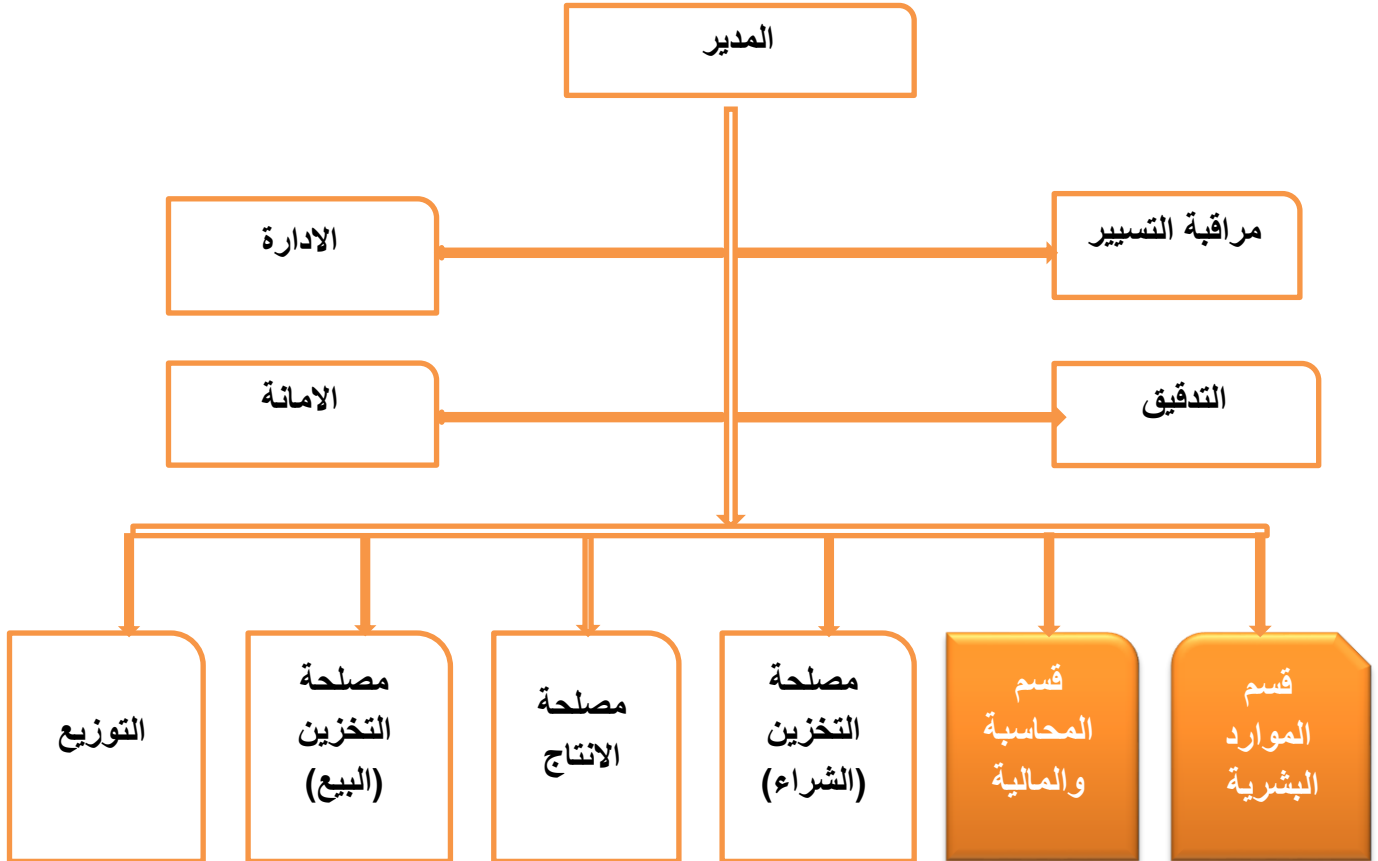 المدير
مراقبة التسيير
الادارة
التدقيق
الامانة
قسم
الموارد
البشرية
قسم
المحاسبة
والمالية
مصلحة
التخزين
(الشراء)
مصلحة
الانتاج
مصلحة
التخزين
(البيع)
التوزيع